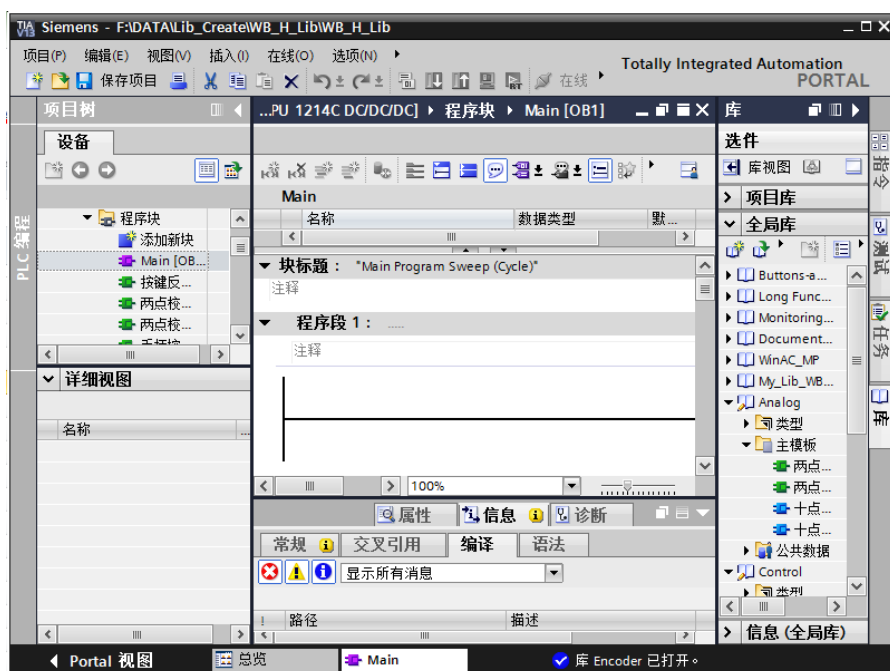 TIA V13 Siemens - F:\DATA\Lib_Create\WB_H_Lib\WB_H_Lib
项目(P) 编辑(E) 视图(V) 插入(I) 在线(O) 选项(N)
Totally Integrated Automation
PORTAL
保存项目 在线
项目树
...PU 1214C DC/DC/DC] 程序块 Main [OB1]
库
设备
选件
库视图
Main
项目库
名称 数据类型 默...
全局库
PLC 编程
程序块
添加新块
Main [OB...
按键反...
两点校...
两点校...
块标题： "Main Program Sweep (Cycle)"
注释
程序段 1： .....
注释
Buttons-a...
Long Func...
Monitoring...
Document...
WinAC_MP
My_Lib_WB...
Analog
类型
主模板
两点...
两点...
十点...
十点...
公共数据
Control
类型
指令
测试
任务
库
详细视图
名称 ...
100%
属性 信息 诊断
常规 交叉引用 编译 语法
显示所有消息
! 路径 描述
信息 (全局库)
Portal 视图 总览 Main 库 Encoder 已打开。